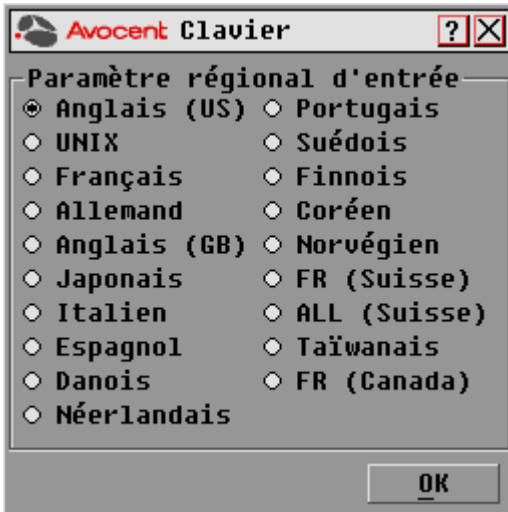 Avocent Clavier ? X
Paramètre régional d'entrée
Anglais (US)
UNIX
Français
Allemand
Anglais (GB)
Japonais
Italien
Espagnol
Danois
Néerlandais
Portugais
Suédois
Finnois
Coréen
Norvégien
FR (Suisse)
ALL (Suisse)
Taïwanais
FR (Canada)
OK